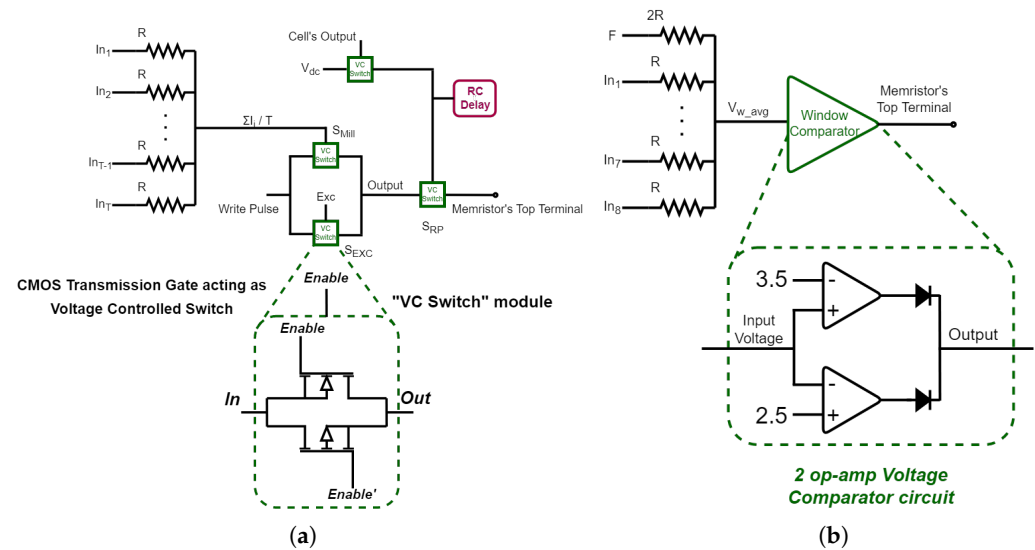 R
In1
R
In2
R
InT-1
R
InT
ΣIi / T
Cell's Output
Vdc
VC
Switch
RC
Delay
SMill
VC
Switch
Write Pulse
Exc
VC
Switch
SEXC
Output
VC
Switch
SRP
Memristor's Top Terminal
CMOS Transmission Gate acting as
Voltage Controlled Switch
Enable
"VC Switch" module
Enable
In
Out
Enable'
(a)
2R
F
R
In1
R
In7
R
In8
Vw_avg
Window
Comparator
Memristor's
Top Terminal
3.5
-
+
Input
Voltage
Output
-
2.5
+
2 op-amp Voltage
Comparator circuit
(b)